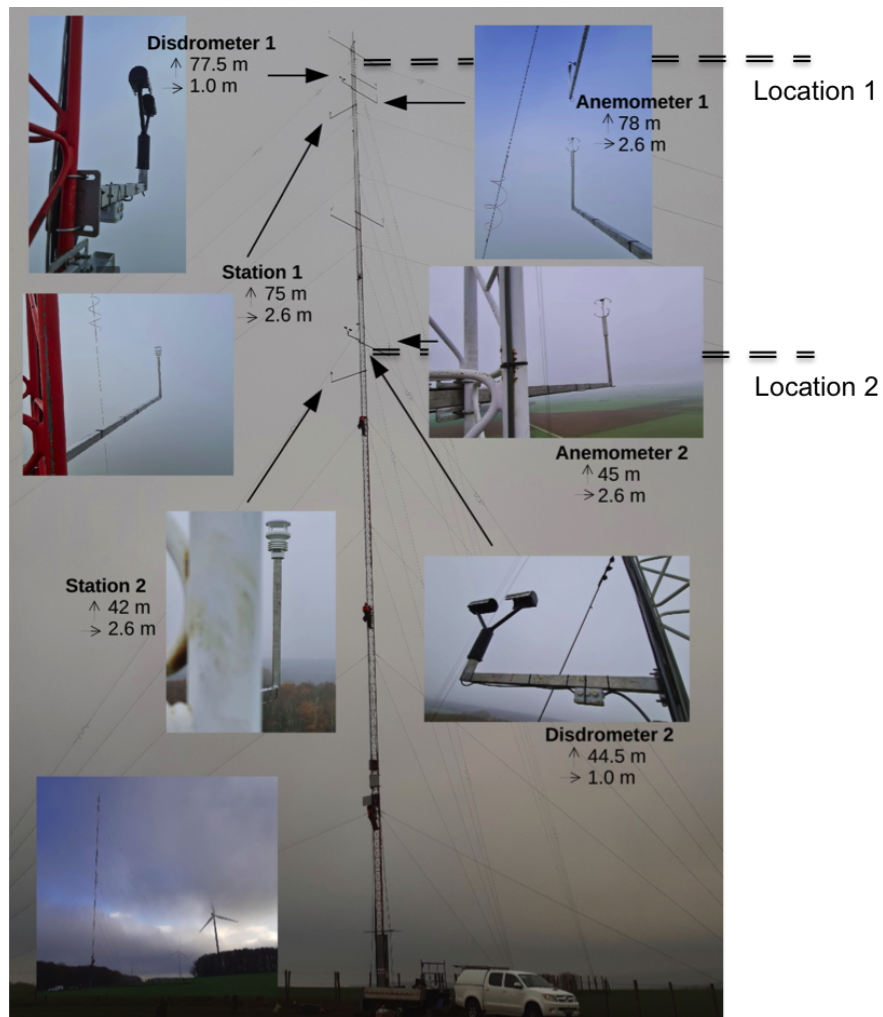 Disdrometer 1
↑ 77.5 m
→ 1.0 m
Anemometer 1
↑ 78 m
→ 2.6 m
Location 1
Station 1
↑ 75 m
→ 2.6 m
Location 2
Anemometer 2
↑ 45 m
→ 2.6 m
Station 2
↑ 42 m
→ 2.6 m
Disdrometer 2
↑ 44.5 m
→ 1.0 m